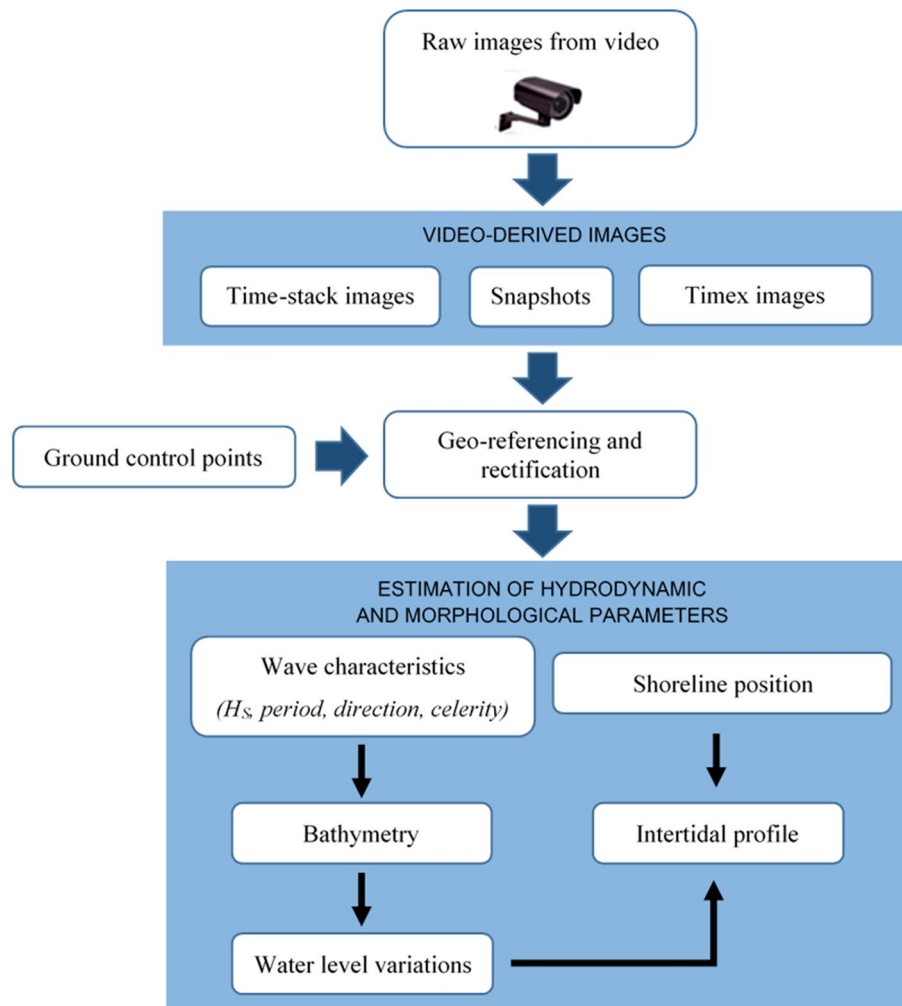 Raw images from video
VIDEO-DERIVED IMAGES
Time-stack images
Snapshots
Timex images
Ground control points
Geo-referencing and
rectification
ESTIMATION OF HYDRODYNAMIC
AND MORPHOLOGICAL PARAMETERS
Wave characteristics
(HS, period, direction, celerity)
Shoreline position
Bathymetry
Intertidal profile
Water level variations